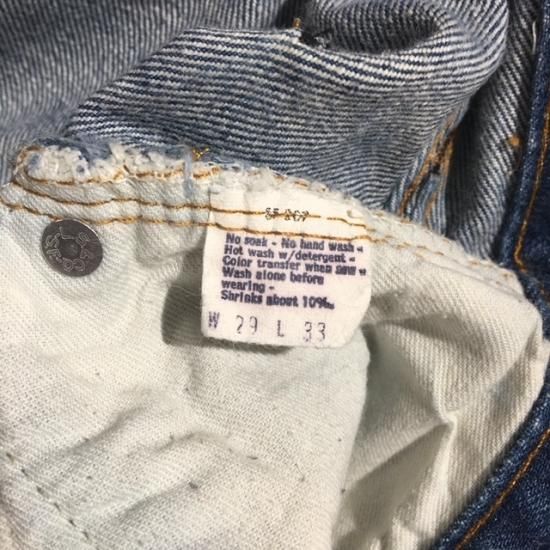 No soak - No hand wash -
Hot wash w/detergent -
Color transfer when new -
Wash alone before
wearing -
Shrinks about 10%.
W 29 L 33